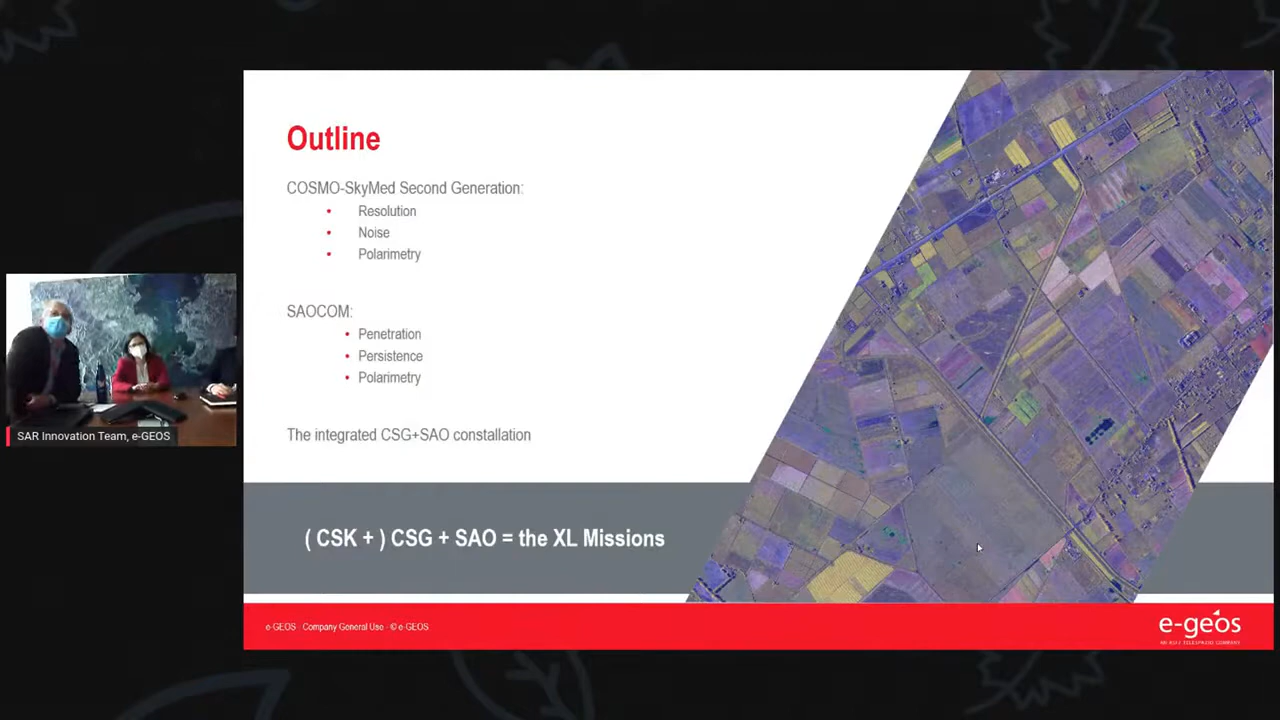 Outline
COSMO-SkyMed Second Generation:
• Resolution
• Noise
• Polarimetry
SAOCOM:
• Penetration
• Persistence
• Polarimetry
The integrated CSG+SAO constallation
( CSK + ) CSG + SAO = the XL Missions
SAR Innovation Team, e-GEOS
e-GEOS - Company General Use - © e-GEOS
e-geos
AN ASI / TELESPAZIO COMPANY